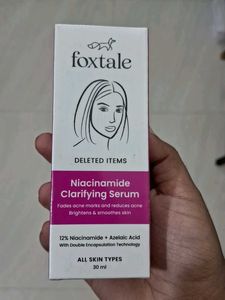 foxtale
DELETED ITEMS
Niacinamide
Clarifying Serum
Fades acne marks and reduces acne
Brightens & smoothes skin
12% Niacinamide + Azelaic Acid
With Double Encapsulation Technology
ALL SKIN TYPES
30 ml